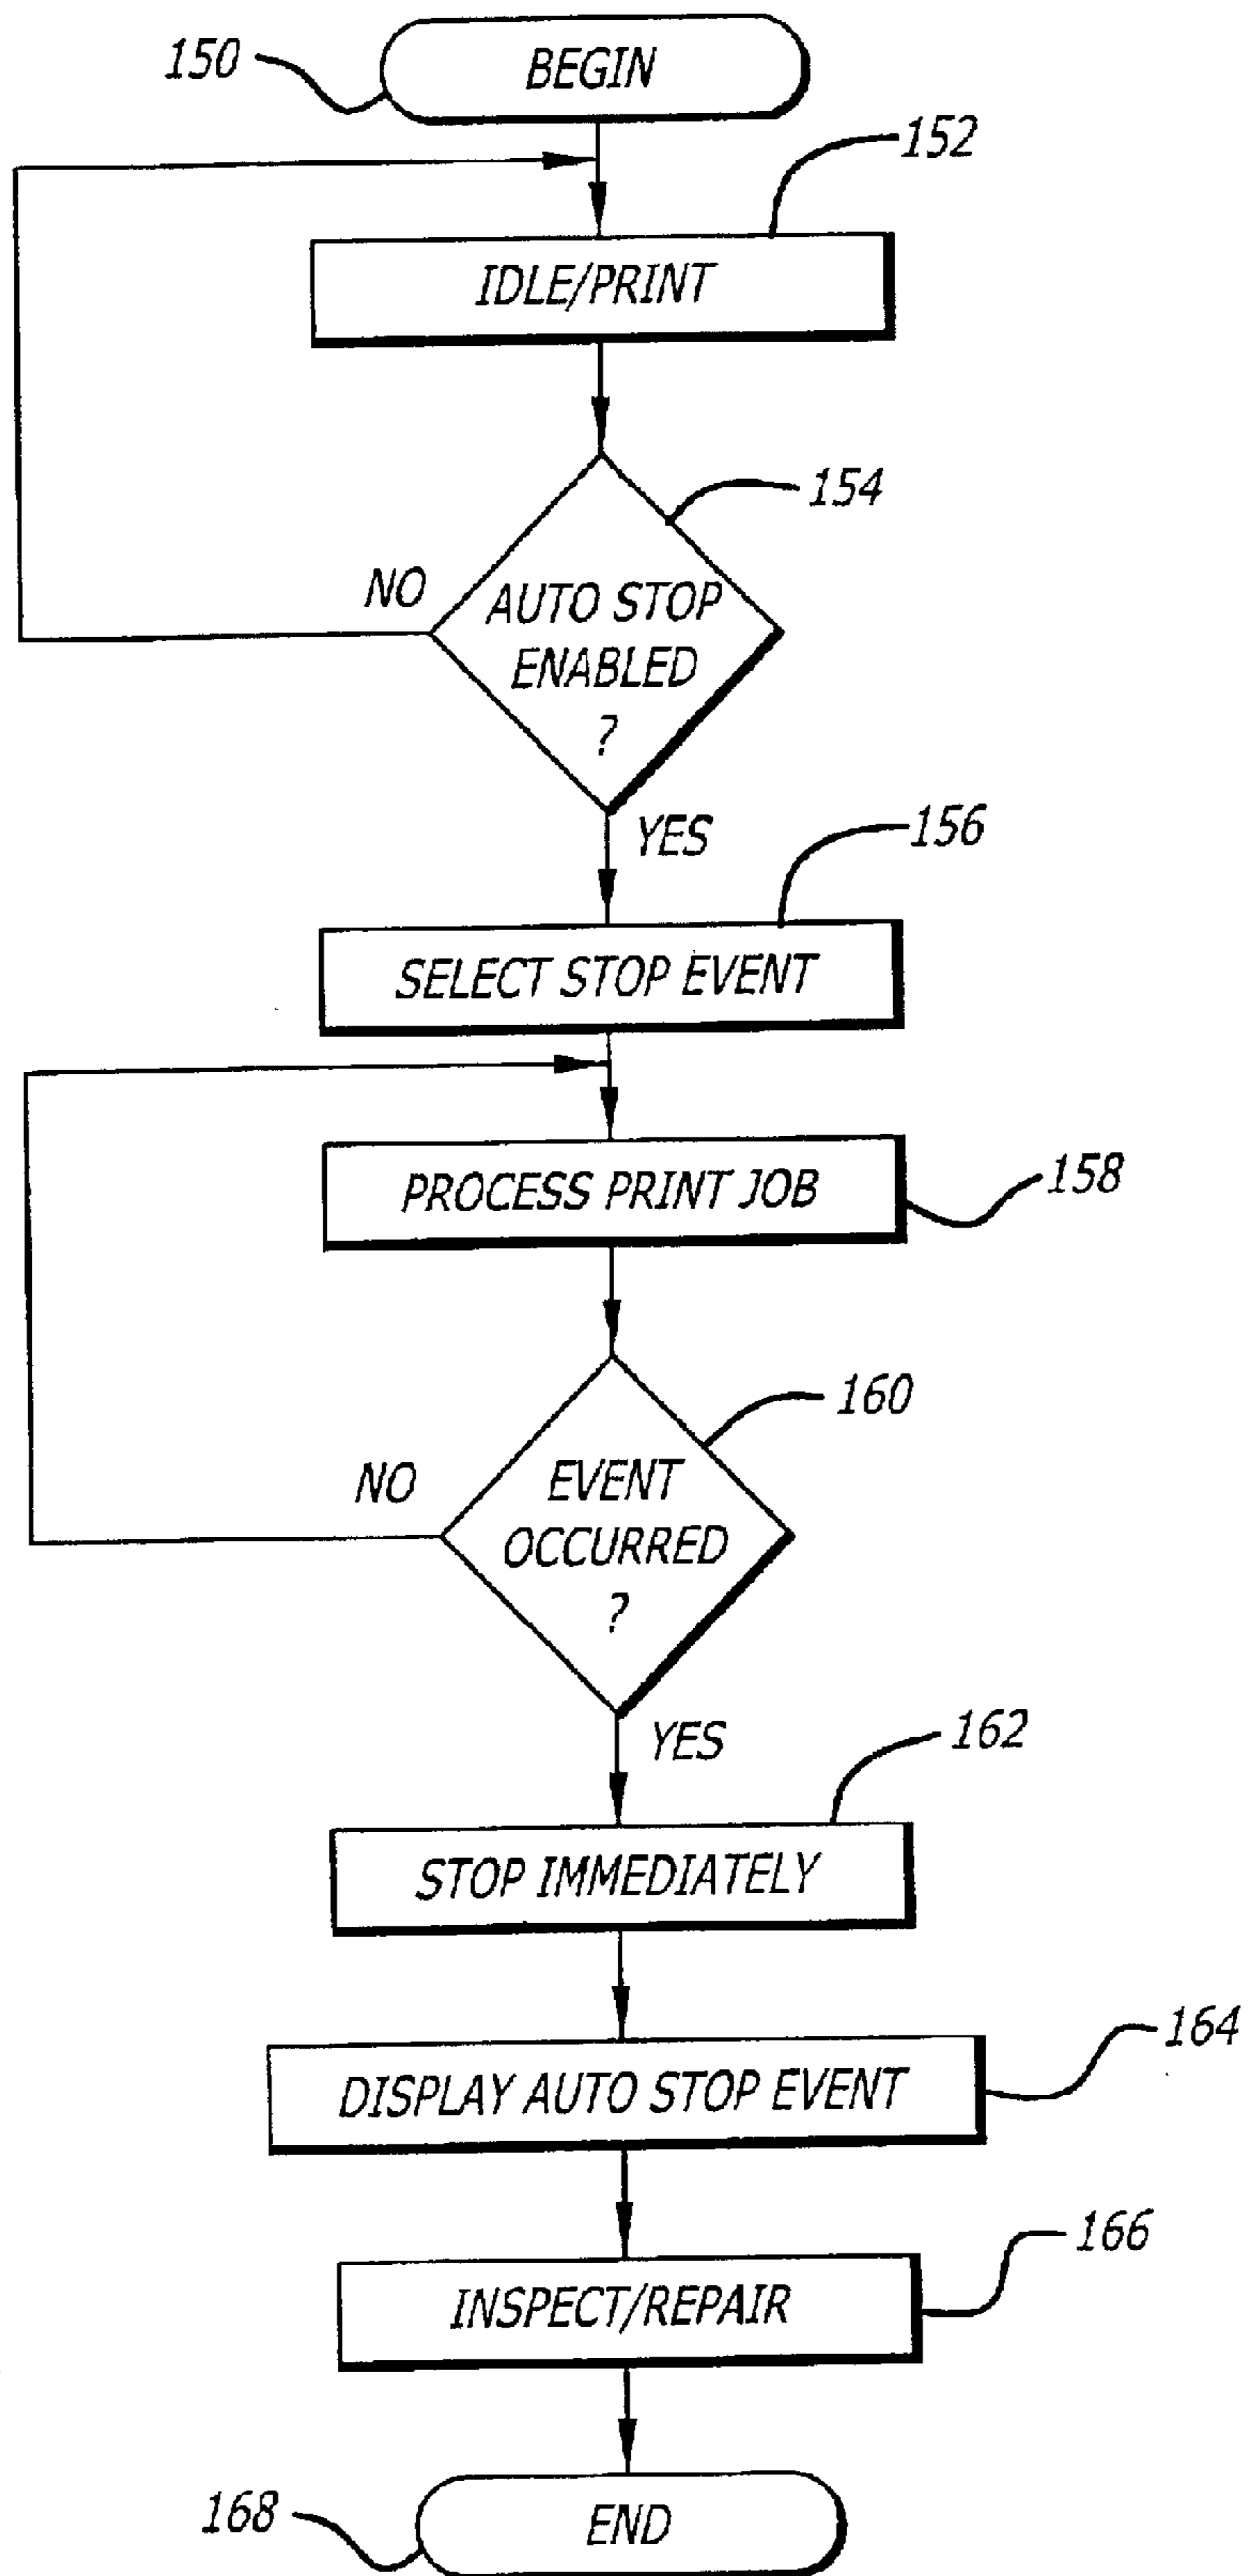 150
BEGIN
152
IDLE/PRINT
154
NO
AUTO STOP
ENABLED
?
YES
156
SELECT STOP EVENT
PROCESS PRINT JOB
158
160
NO
EVENT
OCCURRED
?
YES
162
STOP IMMEDIATELY
164
DISPLAY AUTO STOP EVENT
166
INSPECT/REPAIR
168
END